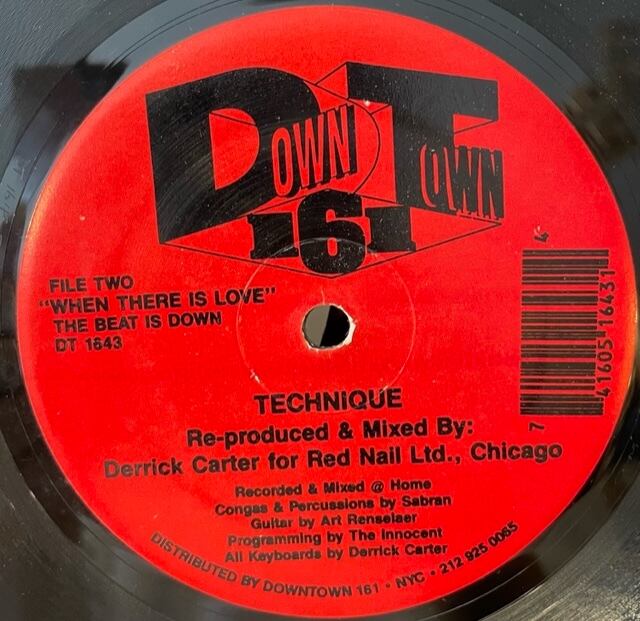 DOWN TOWN
161
FILE TWO
"WHEN THERE IS LOVE"
THE BEAT IS DOWN
DT 1643
7 41605 16431 4
TECHNIQUE
Re-produced & Mixed By:
Derrick Carter for Red Nail Ltd., Chicago
Recorded & Mixed @ Home
Congas & Percussions by Sabran
Guitar by Art Renselaer
Programming by The Innocent
All Keyboards by Derrick Carter
DISTRIBUTED BY DOWNTOWN 161 • NYC • 212 925 0065